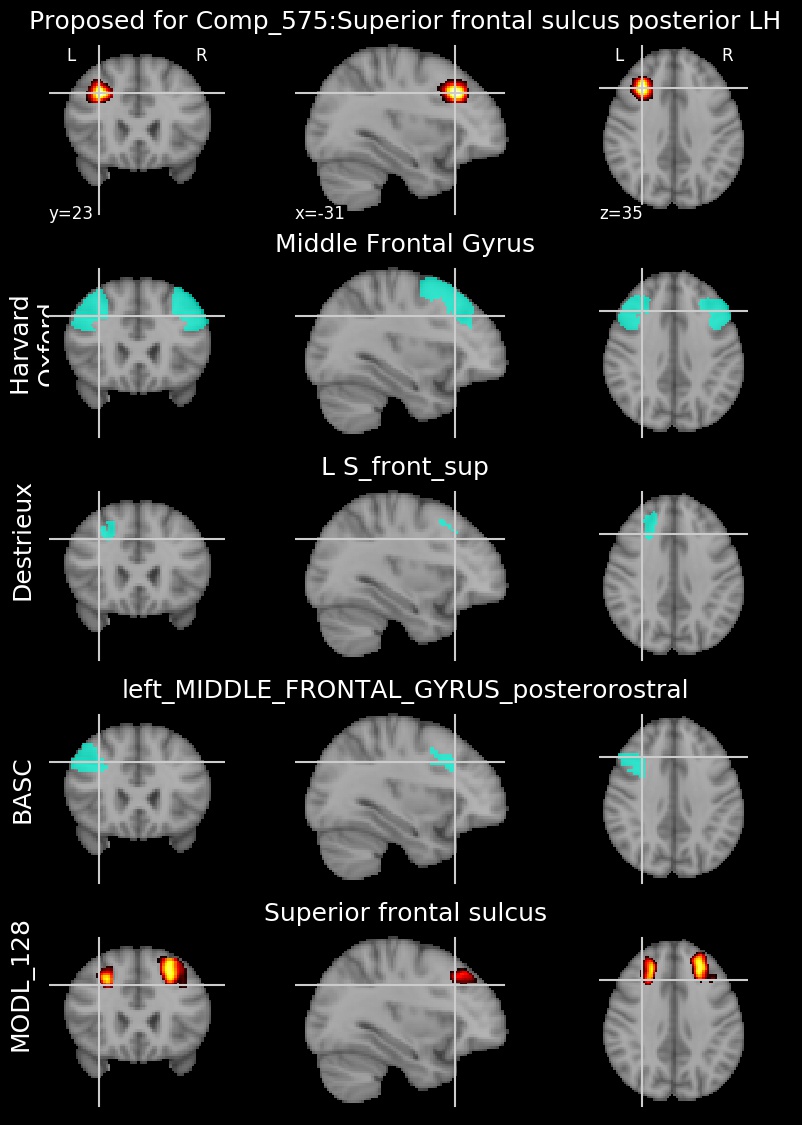 Proposed for Comp_575:Superior frontal sulcus posterior LH
L R L R
y=23 x=-31 z=35
Middle Frontal Gyrus
Harvard
Oxford
L S_front_sup
Destrieux
left_MIDDLE_FRONTAL_GYRUS_posterorostral
BASC
Superior frontal sulcus
MODL_128